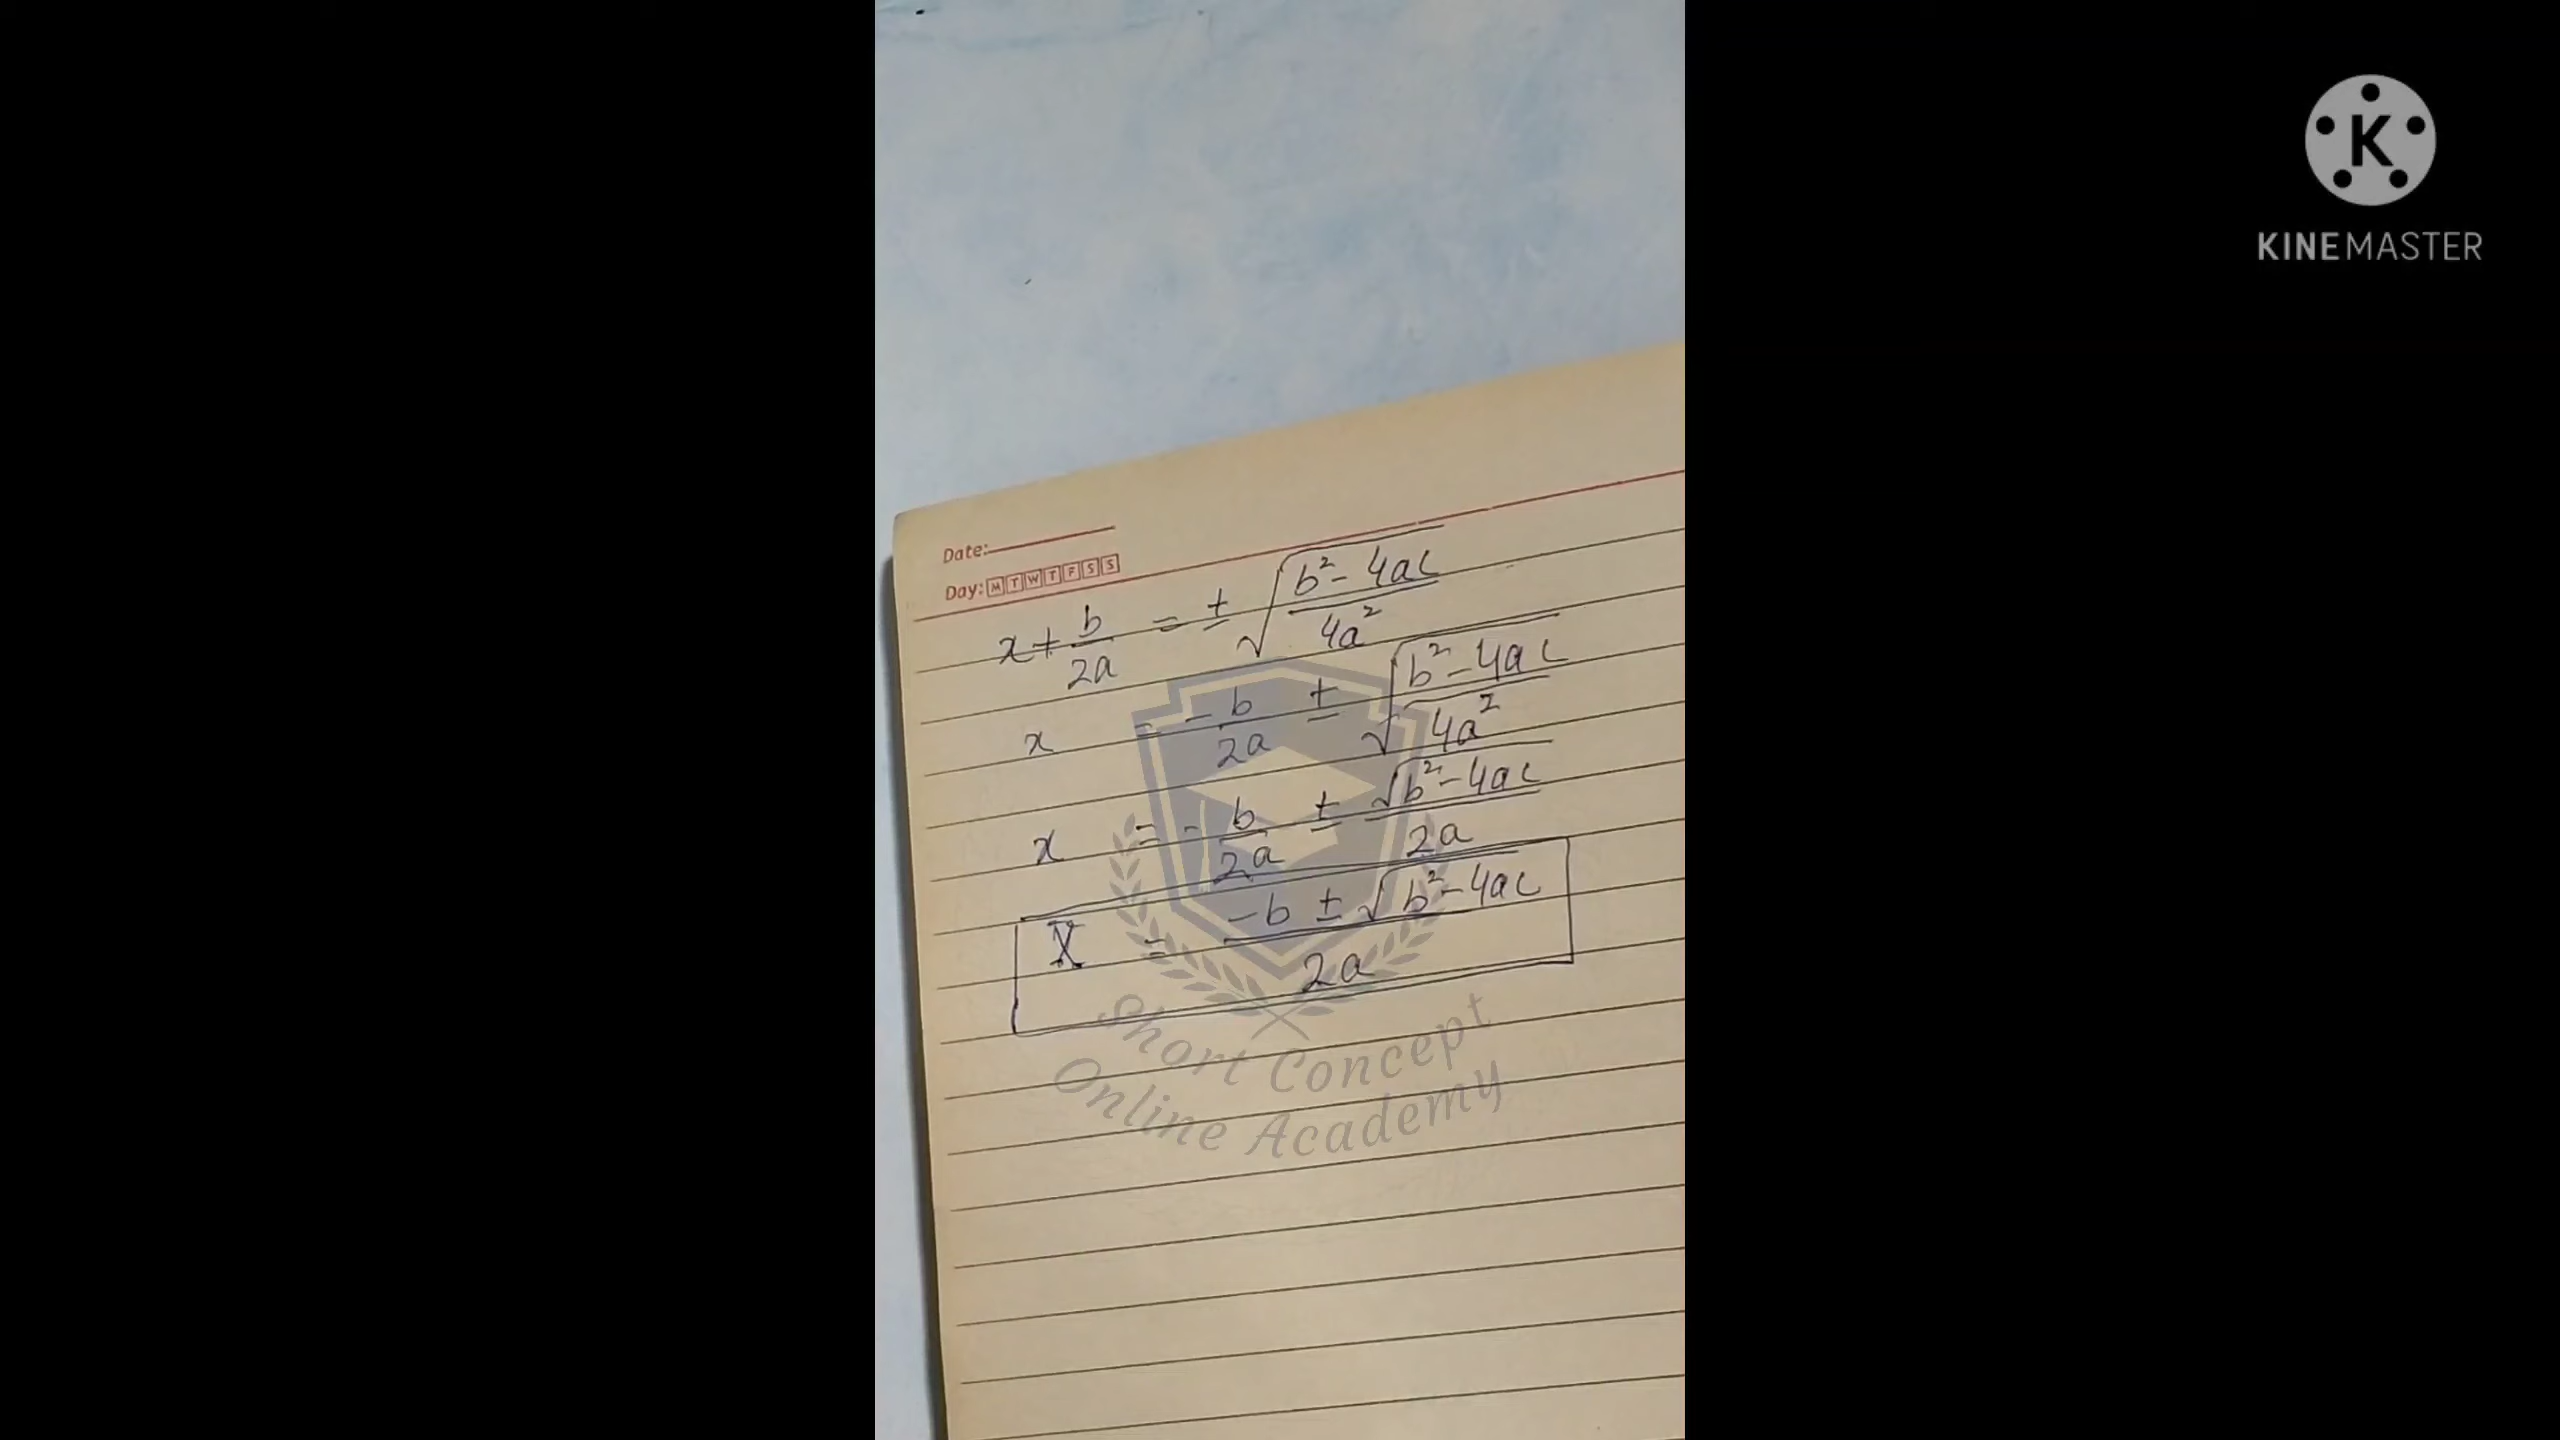 K
KINEMASTER
Date:
Day: M T W T F S S
x + b/2a = ± √(b² - 4ac / 4a²)
x = -b/2a ± √(b² - 4ac / 4a²)
x = - b/2a ± √(b² - 4ac) / 2a
X = -b ± √(b² - 4ac) / 2a
Short Concept
Online Academy